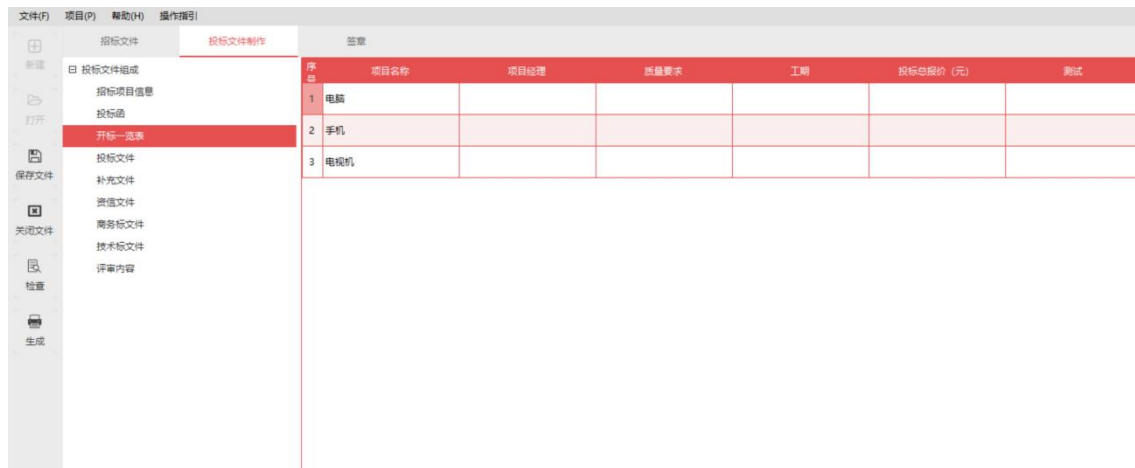 文件(F) 项目(P) 帮助(H) 操作指引
招标文件 投标文件制作 签章
新建
打开
保存文件
关闭文件
检查
生成
投标文件组成
招标项目信息
投标函
开标一览表
投标文件
补充文件
资信文件
商务标文件
技术标文件
评审内容
序号 项目名称 项目经理 质量要求 工期 投标总报价（元） 测试
1 电脑
2 手机
3 电视机